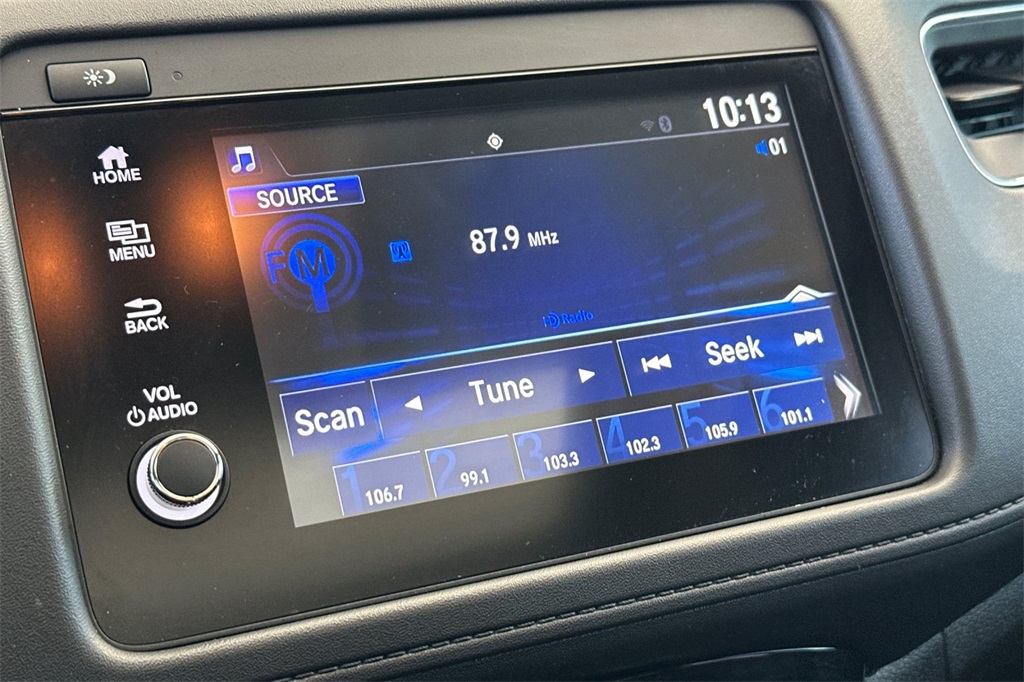 10:13
01
HOME
SOURCE
FM
87.9 MHz
MENU
HD Radio
BACK
Seek
Tune
Scan
VOL
AUDIO
1 106.7
2 99.1
3 103.3
4 102.3
5 105.9
6 101.1